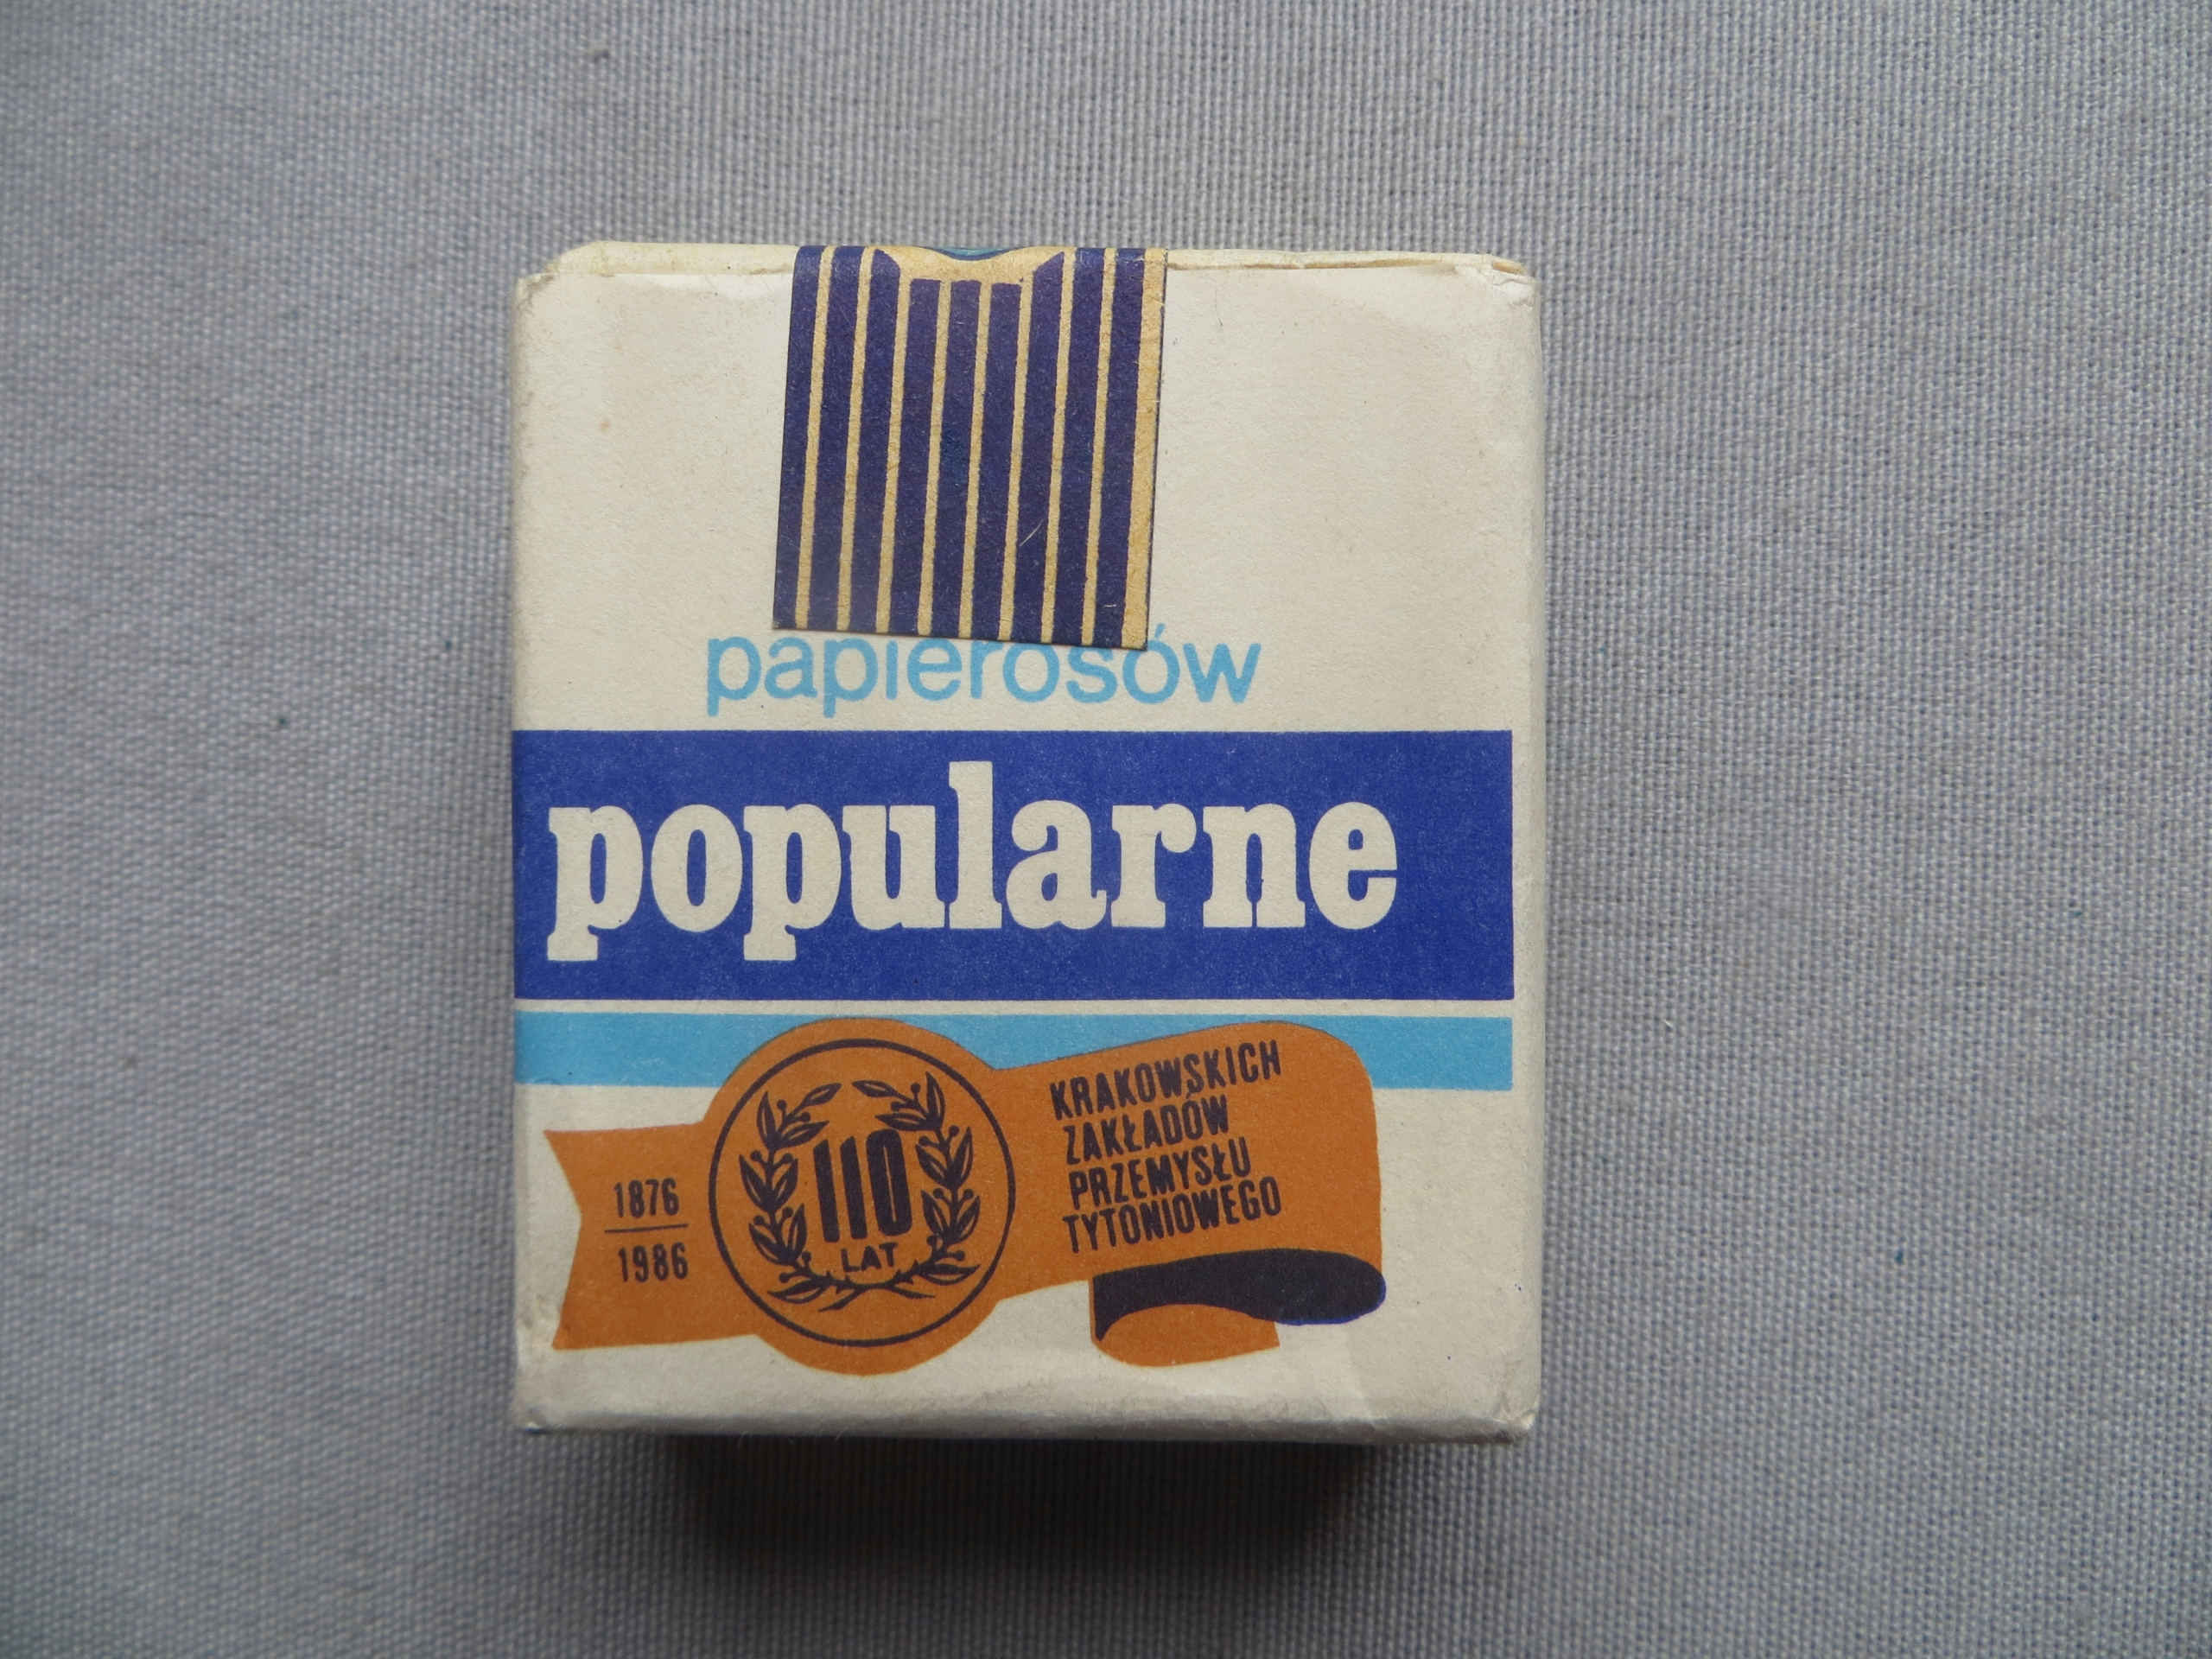 papierosów
popularne
1876
1986
110
LAT
KRAKOWSKICH
ZAKŁADÓW
PRZEMYSŁU
TYTONIOWEGO